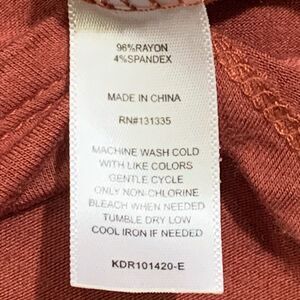 96%RAYON
4%SPANDEX
MADE IN CHINA
RN#131335
MACHINE WASH COLD
WITH LIKE COLORS
GENTLE CYCLE
ONLY NON-CHLORINE
BLEACH WHEN NEEDED
TUMBLE DRY LOW
COOL IRON IF NEEDED
KDR101420-E